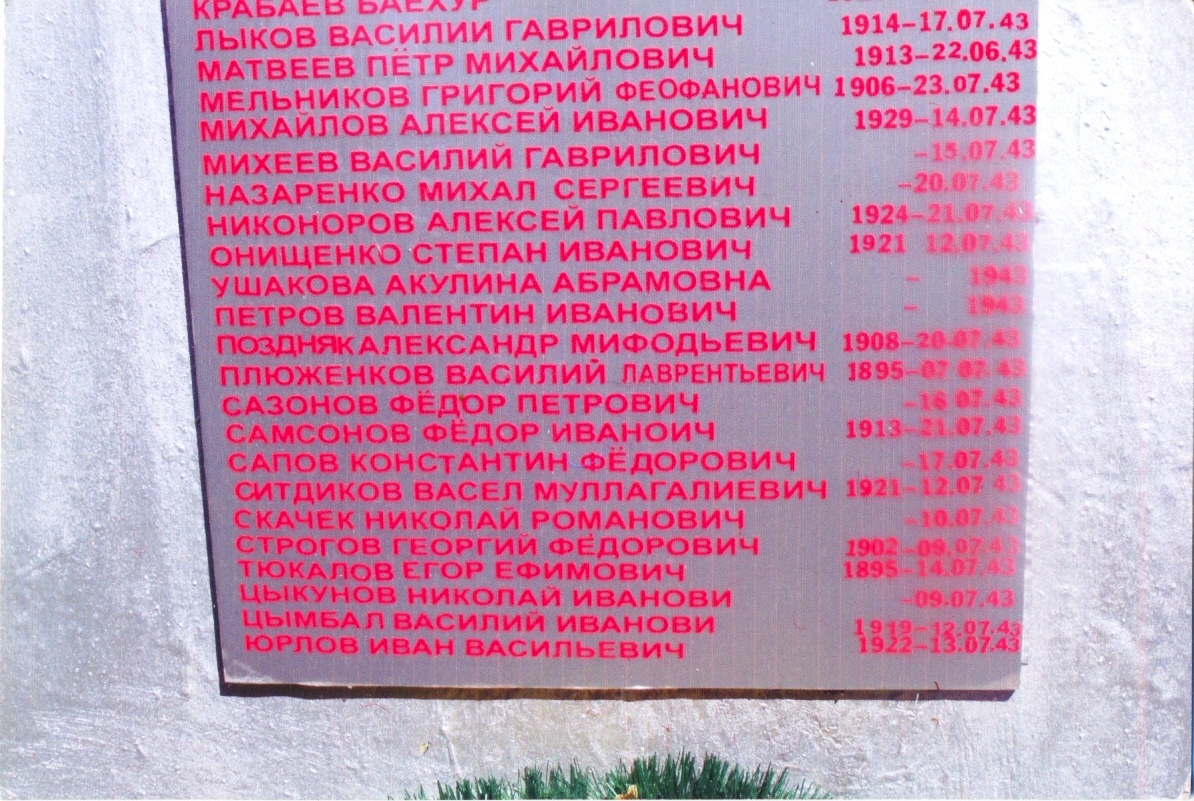 КРАБАЕВ БАЕХУР
ЛЫКОВ ВАСИЛИИ ГАВРИЛОВИЧ 1914-17.07.43
МАТВЕЕВ ПЁТР МИХАЙЛОВИЧ 1913-22.06.43
МЕЛЬНИКОВ ГРИГОРИЙ ФЕОФАНОВИЧ 1906-23.07.43
МИХАЙЛОВ АЛЕКСЕЙ ИВАНОВИЧ 1929-14.07.43
МИХЕЕВ ВАСИЛИЙ ГАВРИЛОВИЧ -15.07.43
НАЗАРЕНКО МИХАЛ СЕРГЕЕВИЧ -20.07.43
НИКОНОРОВ АЛЕКСЕЙ ПАВЛОВИЧ 1924-21.07.43.
ОНИЩЕНКО СТЕПАН ИВАНОВИЧ 1921 12.07.43
УШАКОВА АКУЛИНА АБРАМОВНА - 1943
ПЕТРОВ ВАЛЕНТИН ИВАНОВИЧ - 1943
ПОЗДНЯК АЛЕКСАНДР МИФОДЬЕВИЧ 1908-20-07.43
ПЛЮЖЕНКОВ ВАСИЛИЙ ЛАВРЕНТЬЕВИЧ 1895-07 07.43
САЗОНОВ ФЁДОР ПЕТРОВИЧ -16 07.43
САМСОНОВ ФЁДОР ИВАНОИЧ 1913-21.07.43
САПОВ КОНСТАНТИН ФЁДОРОВИЧ -17.07.43
СИТДИКОВ ВАСЕЛ МУЛЛАГАЛИЕВИЧ 1921-12.07 43
СКАЧЕК НИКОЛАЙ РОМАНОВИЧ -10.07.43
СТРОГОВ ГЕОРГИЙ ФЁДОРОВИЧ 1902-09.07.43
ТЮКАЛОВ ЕГОР ЕФИМОВИЧ 1895-14.07.43
ЦЫКУНОВ НИКОЛАЙ ИВАНОВИ -09.07.43
ЦЫМБАЛ ВАСИЛИЙ ИВАНОВИ 1919-12.07.43
ЮРЛОВ ИВАН ВАСИЛЬЕВИЧ 1922-13.07.43